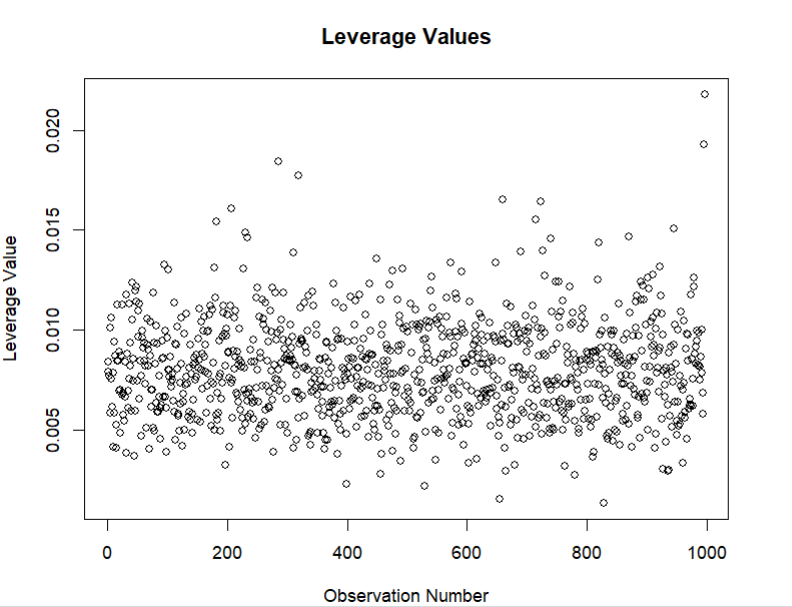 Leverage Values
0.020
0.015
0.010
0.005
Leverage Value
0 200 400 600 800 1000
Observation Number